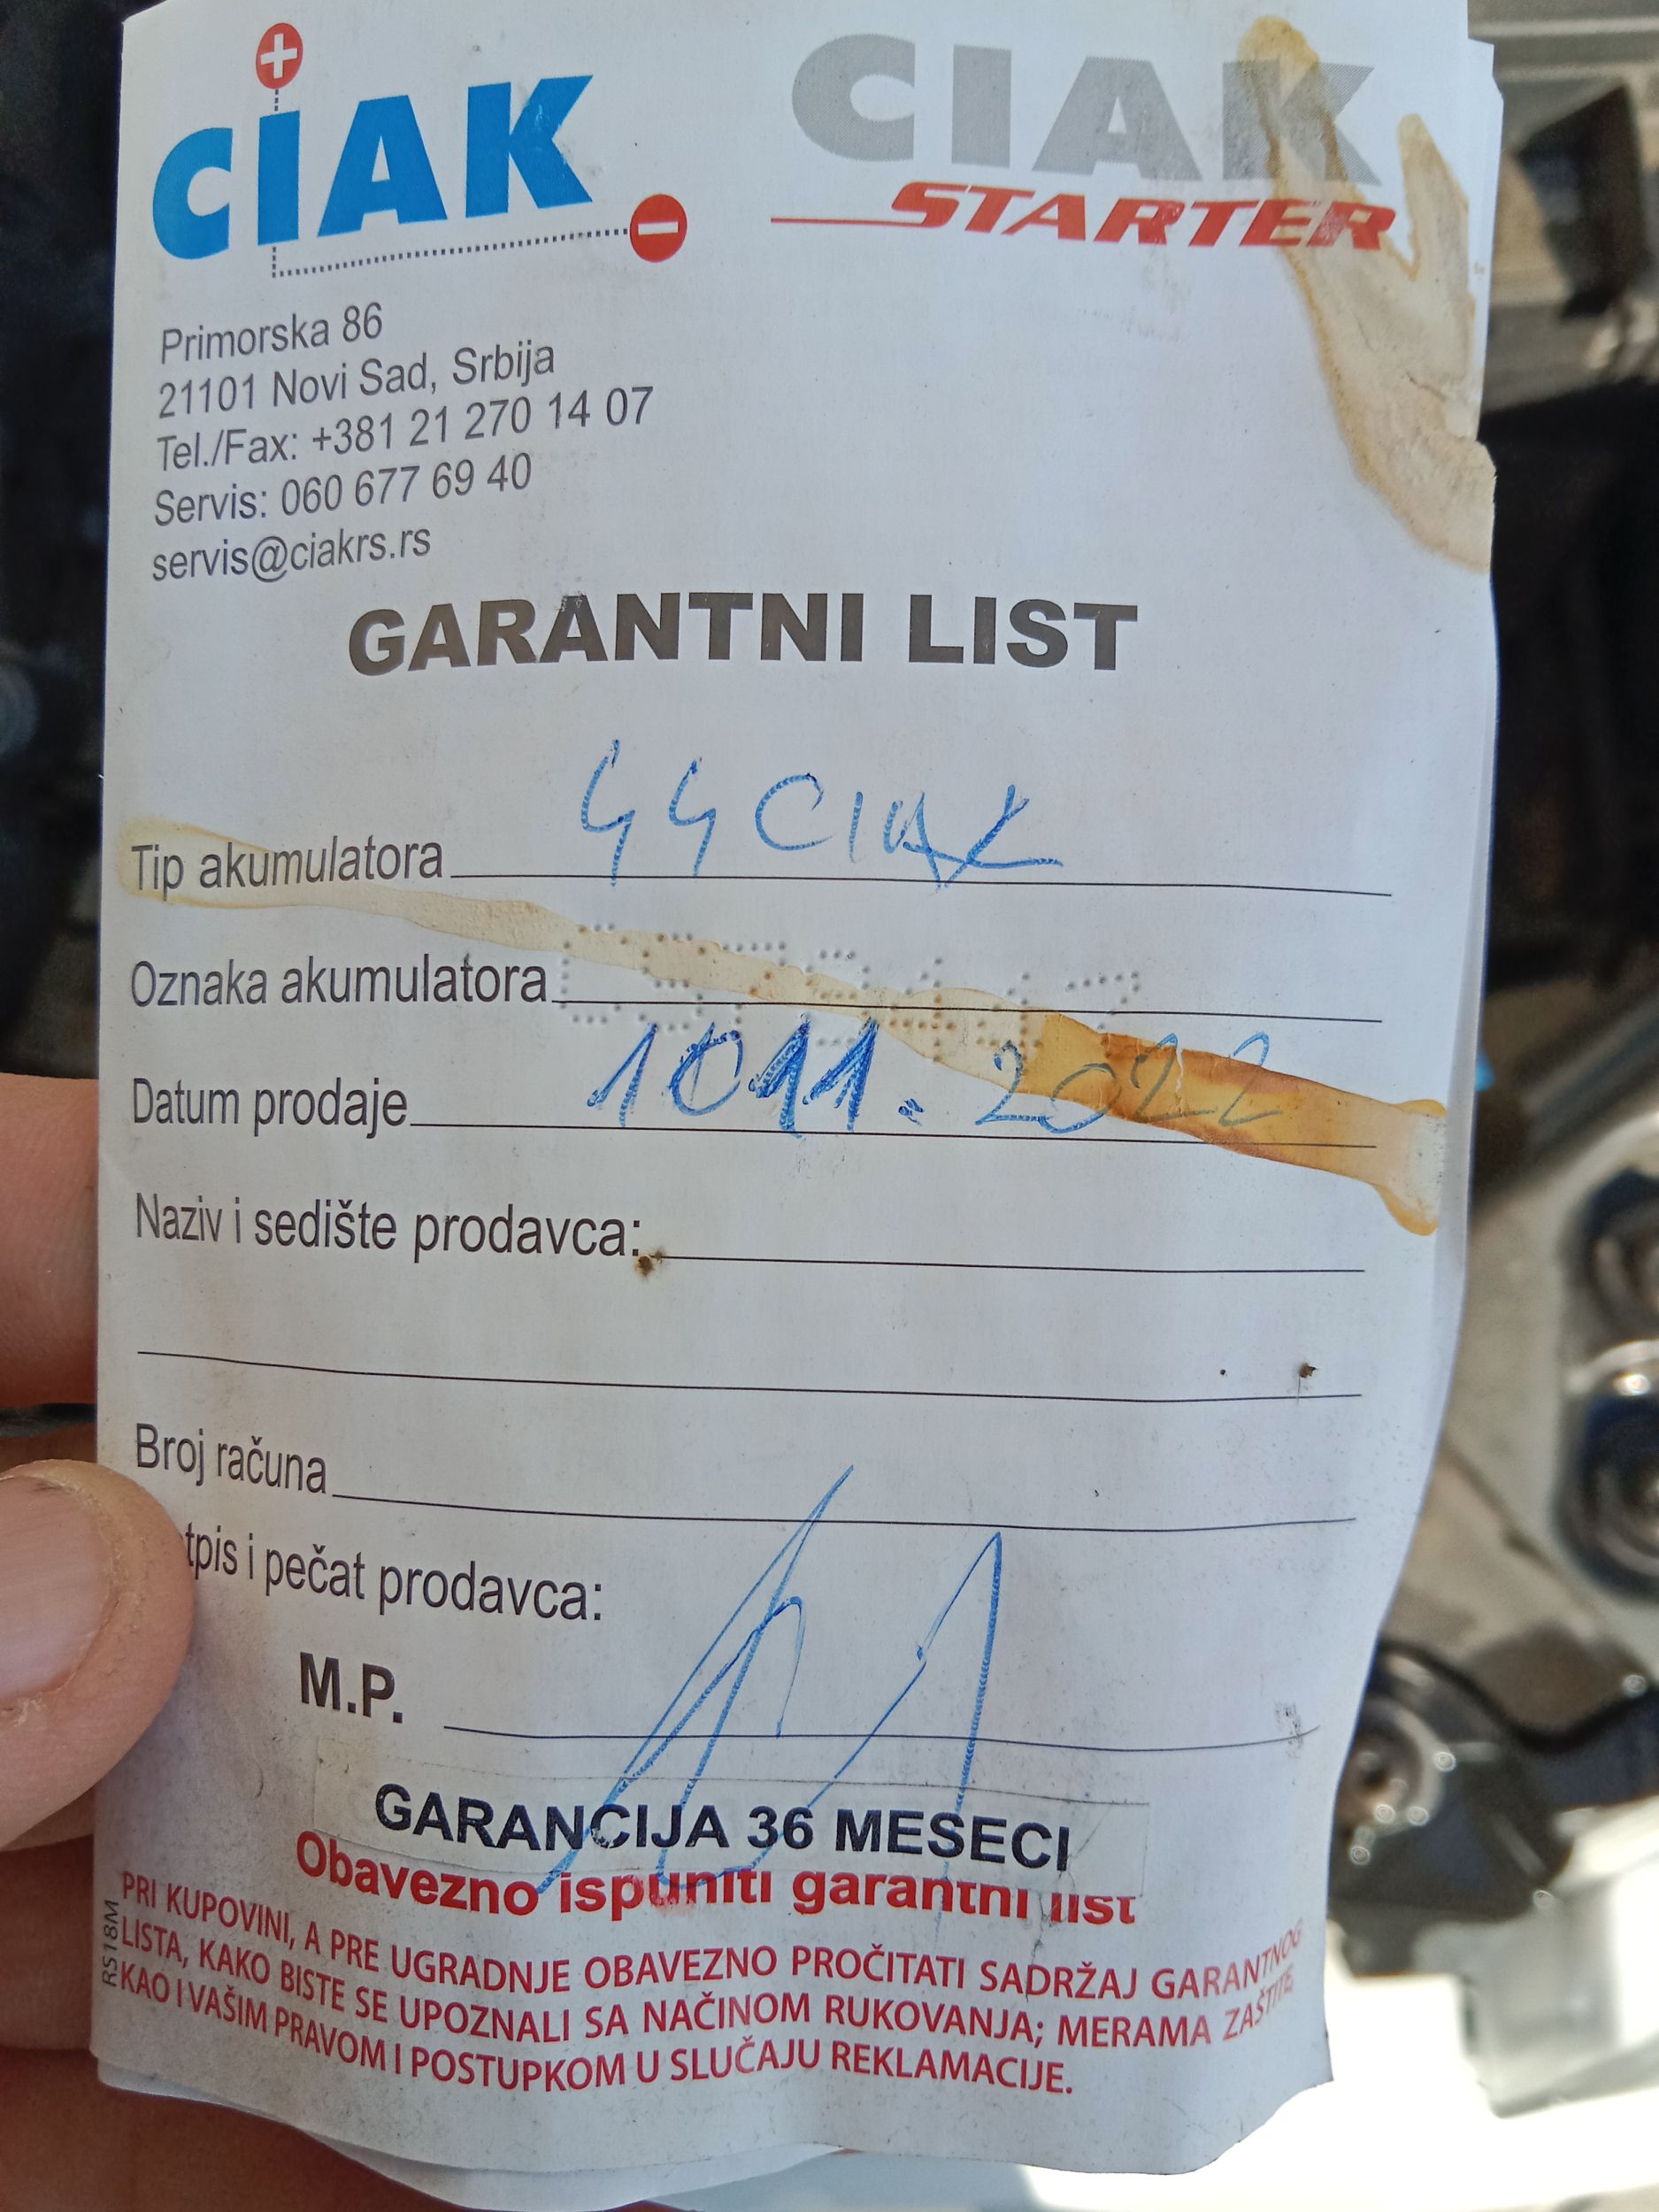 CIAK
CIAK
STARTER
Primorska 86
21101 Novi Sad, Srbija
Tel./Fax: +381 21 270 14 07
Servis: 060 677 69 40
servis@ciakrs.rs
GARANTNI LIST
Tip akumulatora 44 CIAK
Oznaka akumulatora
Datum prodaje 1011. 2022
Naziv i sedište prodavca:
Broj računa
tpis i pečat prodavca:
M.P.
GARANCIJA 36 MESECI
Obavezno ispuniti garantni list
PRI KUPOVINI, A PRE UGRADNJE OBAVEZNO PROČITATI SADRŽAJ GARANTNOG
LISTA, KAKO BISTE SE UPOZNALI SA NAČINOM RUKOVANJA; MERAMA ZAŠTITE
KAO I VAŠIM PRAVOM I POSTUPKOM U SLUČAJU REKLAMACIJE.
RS18M